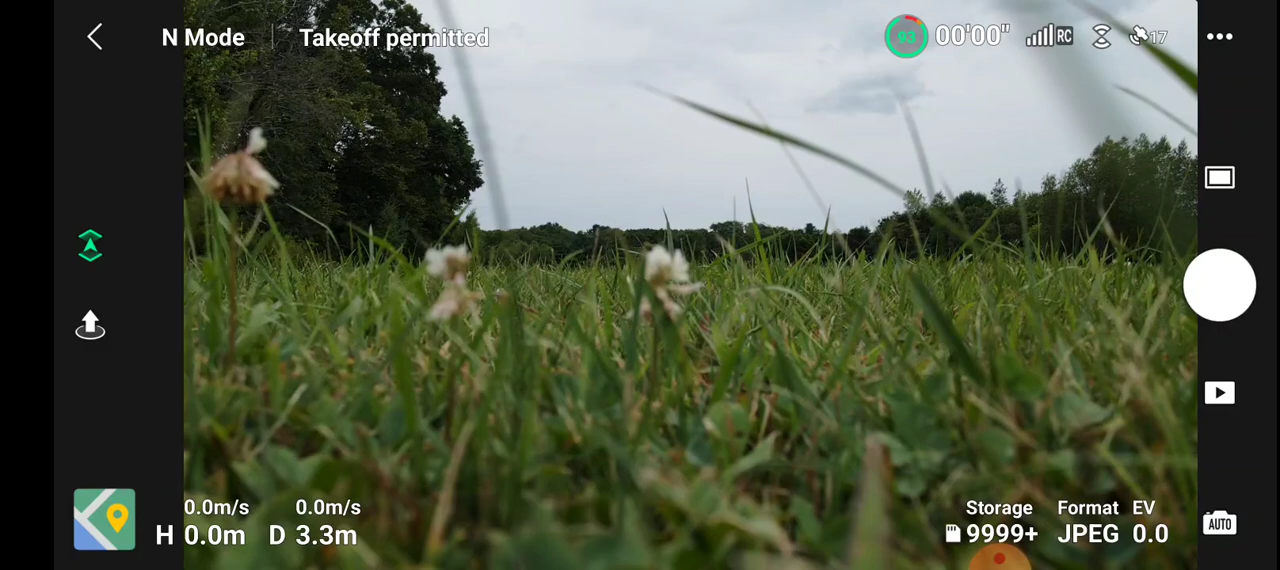 N Mode Takeoff permitted
93 00'00" RC 17
0.0m/s 0.0m/s
H 0.0m D 3.3m
Storage Format EV
9999+ JPEG 0.0
AUTO